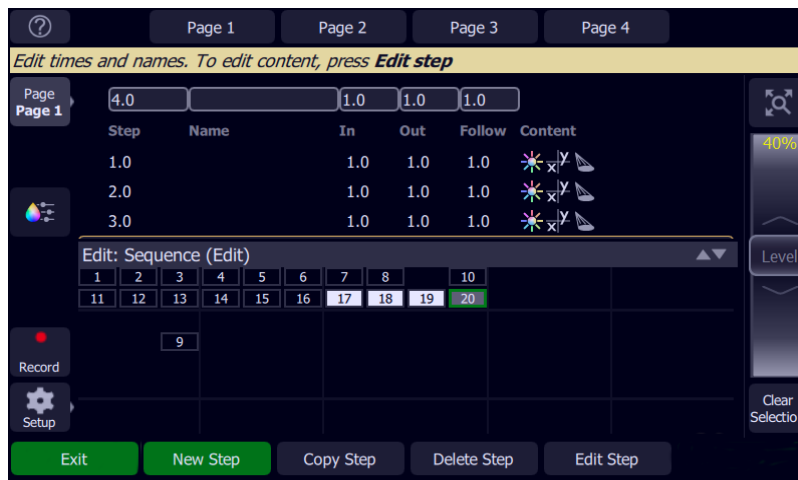 ?
Page 1 Page 2 Page 3 Page 4
Edit times and names. To edit content, press Edit step
Page
Page 1
4.0 1.0 1.0 1.0
Step Name In Out Follow Content
1.0 1.0 1.0 1.0 x y
2.0 1.0 1.0 1.0 x y
3.0 1.0 1.0 1.0 x y
40%
Edit: Sequence (Edit)
Level
1 2 3 4 5 6 7 8 10
11 12 13 14 15 16 17 18 19 20
9
Record
Setup
Clear
Selectio
Exit New Step Copy Step Delete Step Edit Step